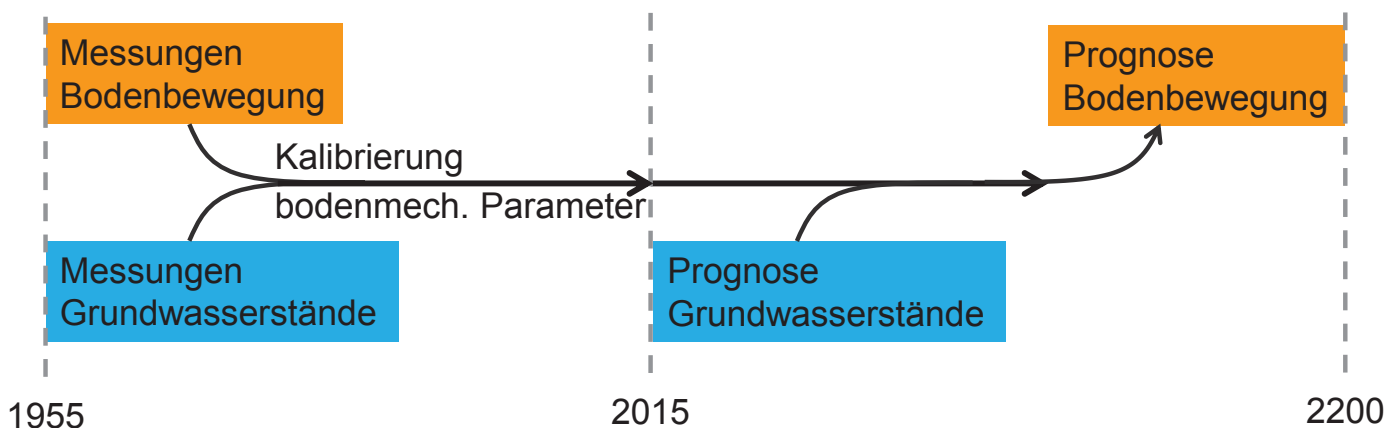 Messungen
Bodenbewegung
Prognose
Bodenbewegung
Kalibrierung
bodenmech. Parameter
Messungen
Grundwasserstände
Prognose
Grundwasserstände
1955
2015
2200